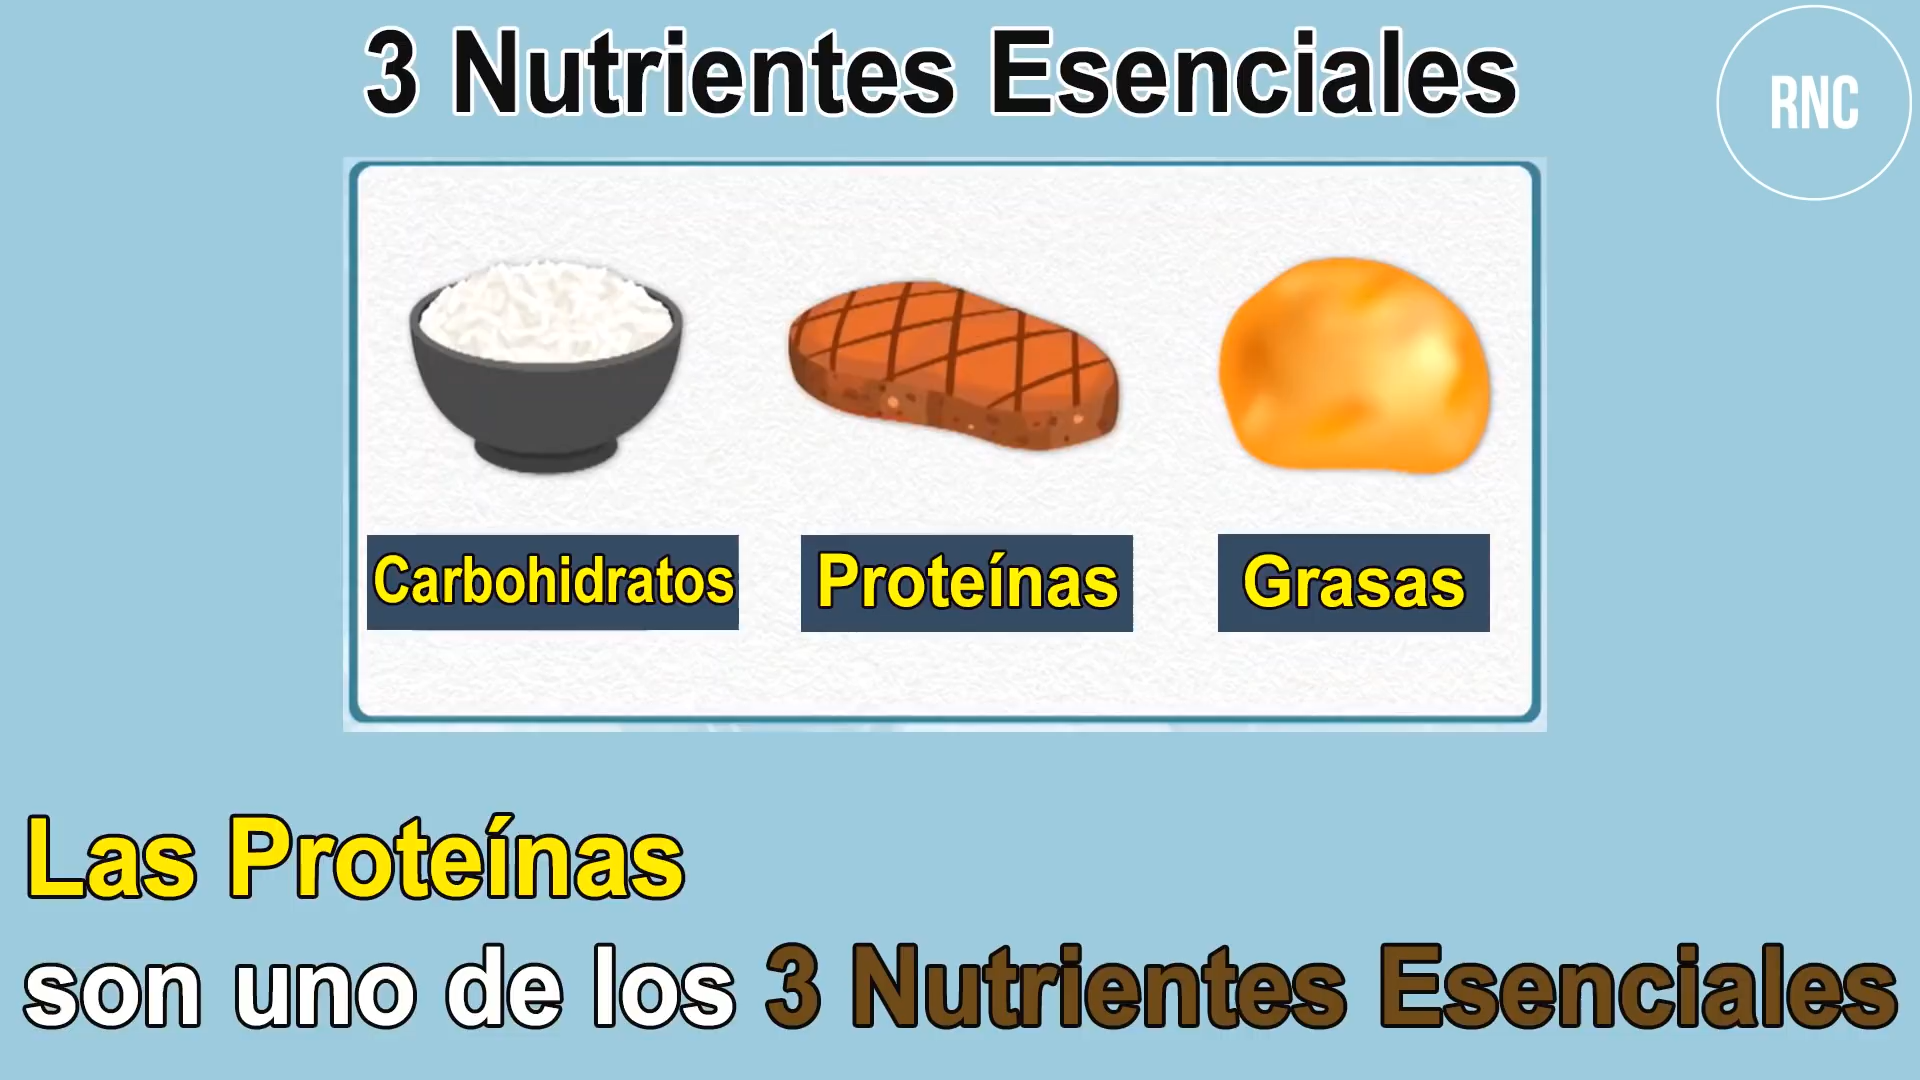 3 Nutrientes Esenciales
RNC
Carbohidratos
Proteínas
Grasas
Las Proteínas
son uno de los 3 Nutrientes Esenciales